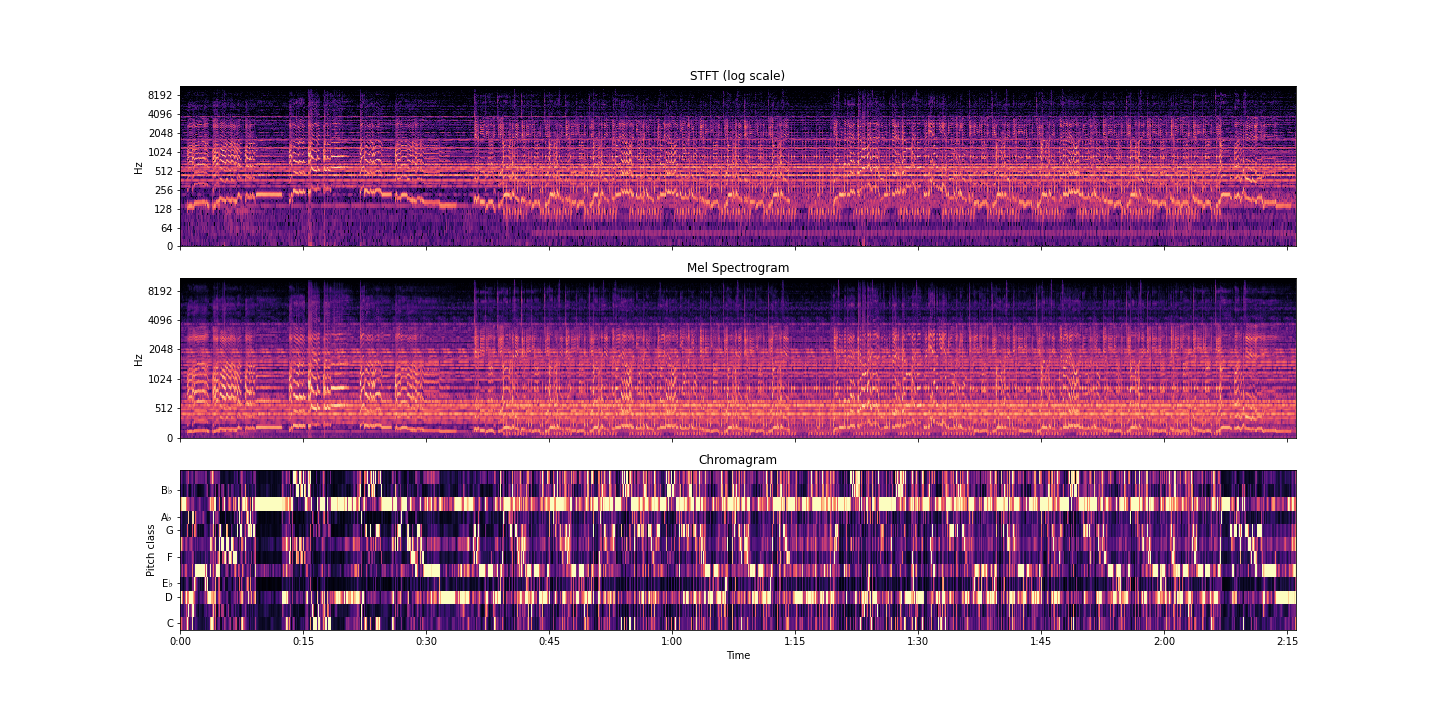 STFT (log scale)
8192
4096
2048
1024
512
256
128
64
0
Hz
Mel Spectrogram
8192
4096
2048
1024
512
0
Hz
Chromagram
B♭
A♭
G
F
E♭
D
C
Pitch class
0:00 0:15 0:30 0:45 1:00 1:15 1:30 1:45 2:00 2:15
Time